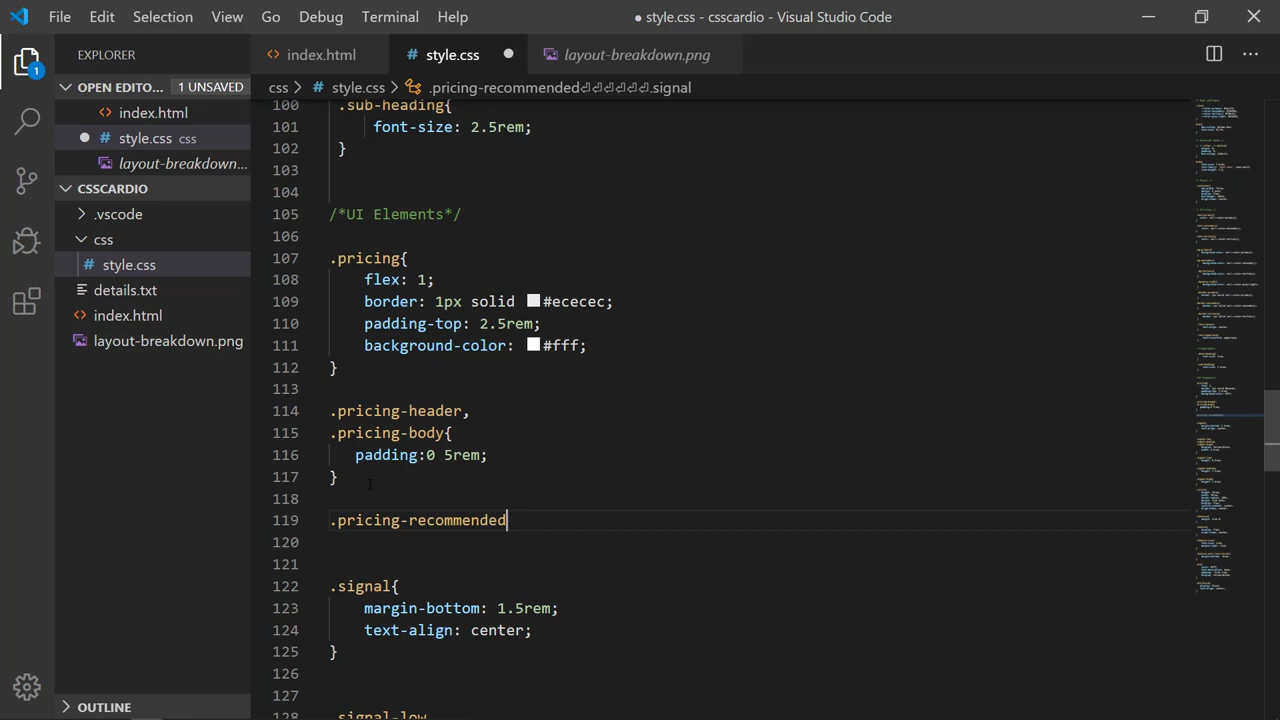 File Edit Selection View Go Debug Terminal Help
● style.css - csscardio - Visual Studio Code
EXPLORER
<> index.html
# style.css ●
layout-breakdown.png
1
OPEN EDITO... 1 UNSAVED
css > # style.css > .pricing-recommended⏎⏎⏎⏎⏎.signal
<> index.html
● # style.css css
layout-breakdown...
CSSCARDIO
.vscode
css
# style.css
details.txt
<> index.html
layout-breakdown.png
OUTLINE
100 .sub-heading{
101 font-size: 2.5rem;
102 }
103
104
105 /*UI Elements*/
106
107 .pricing{
108 flex: 1;
109 border: 1px solid #ececec;
110 padding-top: 2.5rem;
111 background-color: #fff;
112 }
113
114 .pricing-header,
115 .pricing-body{
116 padding:0 5rem;
117 }
118
119 .pricing-recommended
120
121
122 .signal{
123 margin-bottom: 1.5rem;
124 text-align: center;
125 }
126
127
128 .signal-low